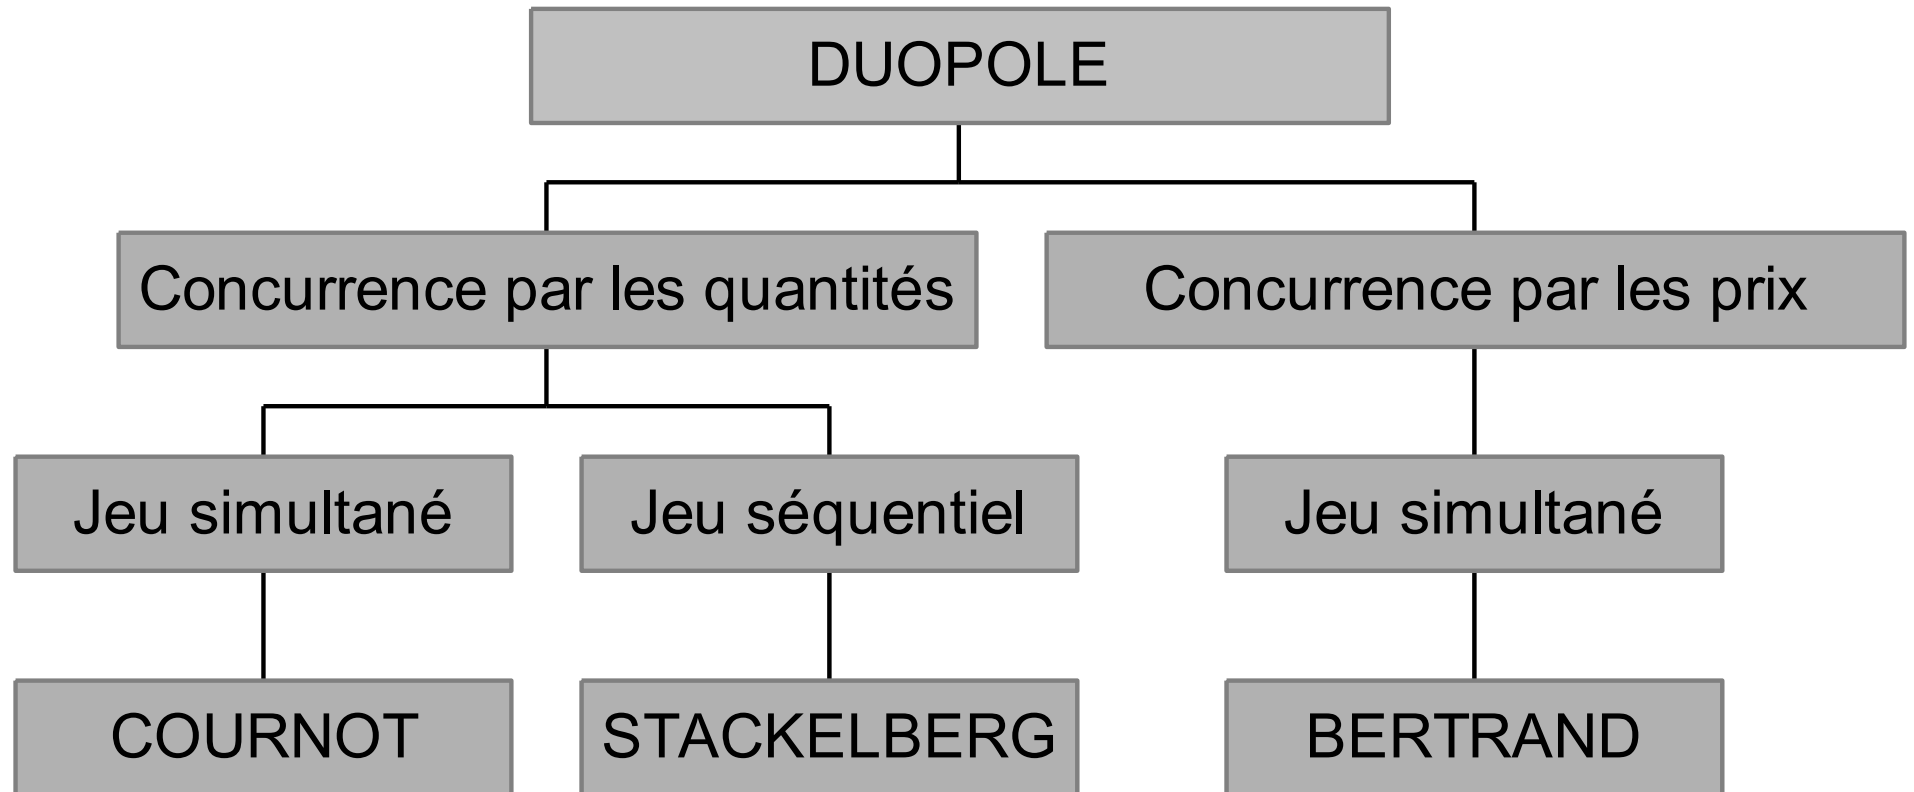 DUOPOLE
Concurrence par les quantités
Concurrence par les prix
Jeu simultané
Jeu séquentiel
Jeu simultané
COURNOT
STACKELBERG
BERTRAND